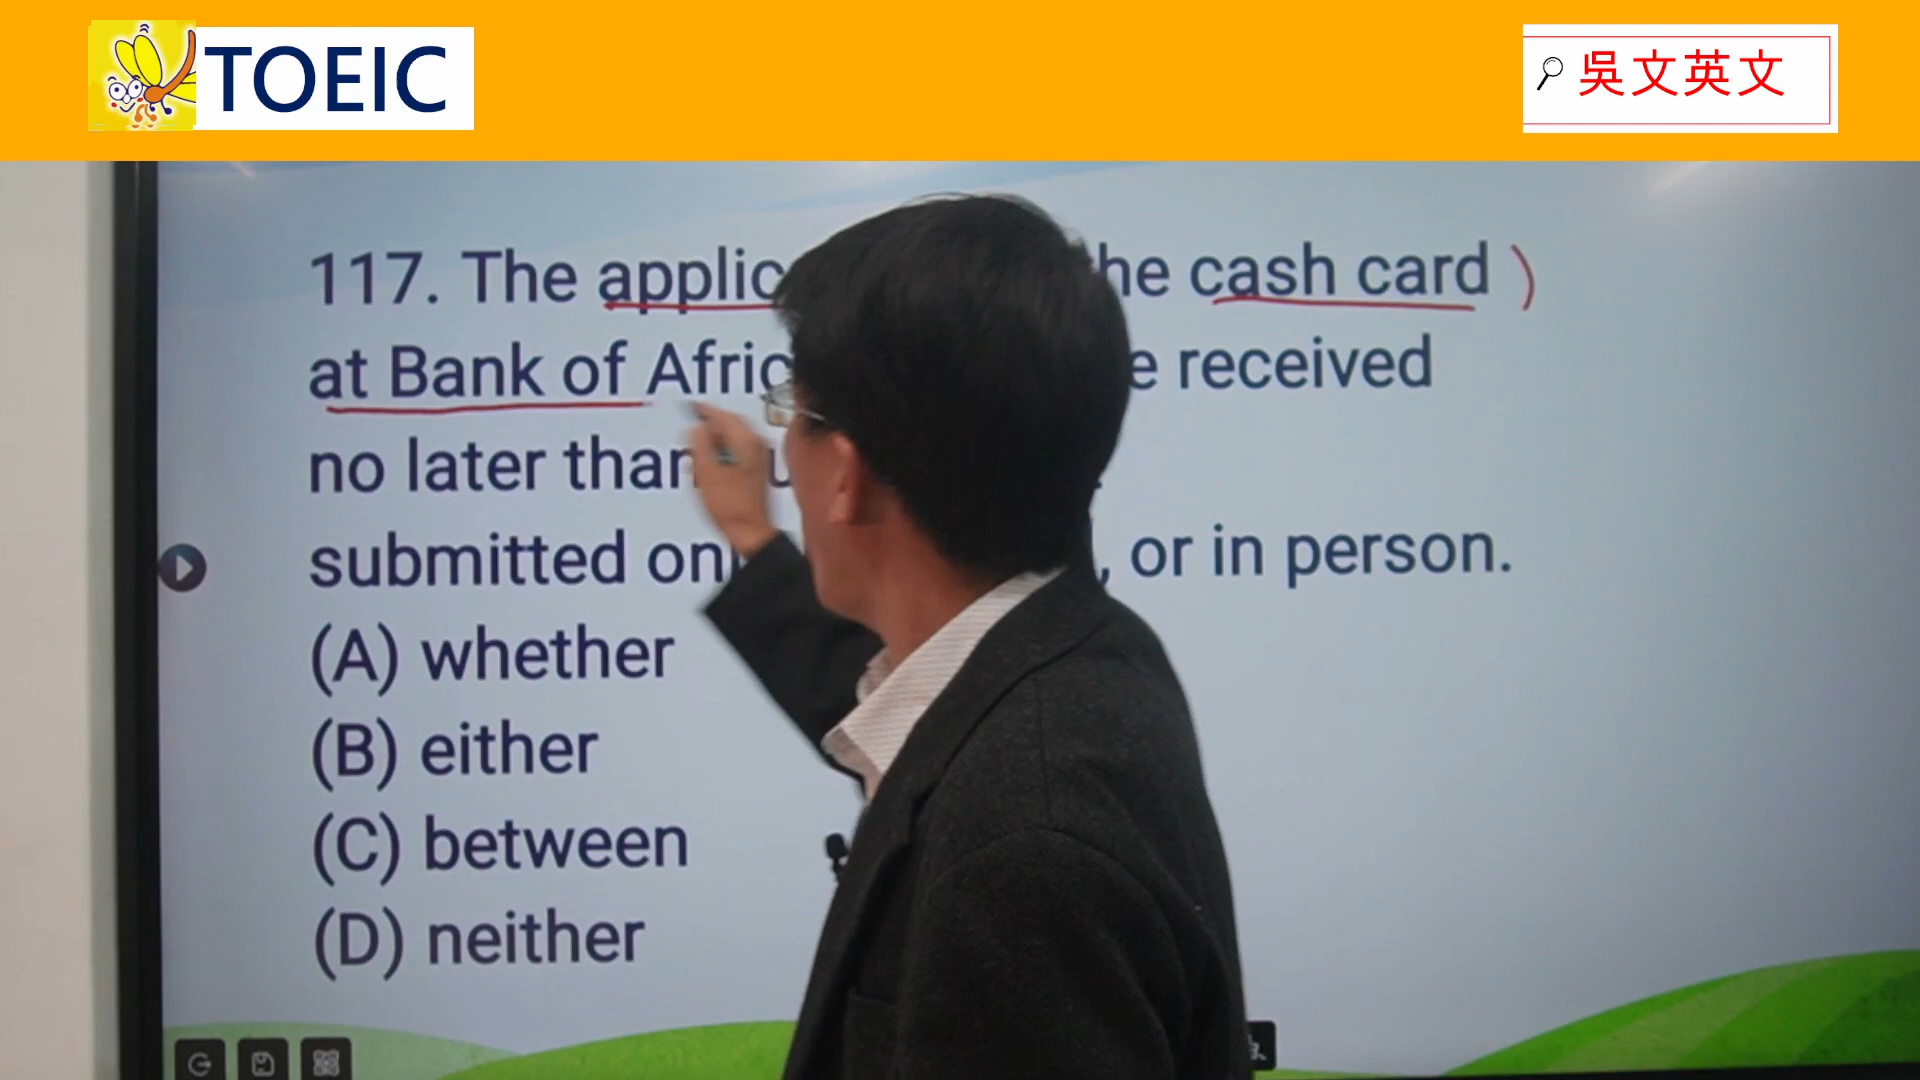 TOEIC
吳文英文
117. The applic he cash card
at Bank of Afric e received
no later than
submitted on , or in person.
(A) whether
(B) either
(C) between
(D) neither